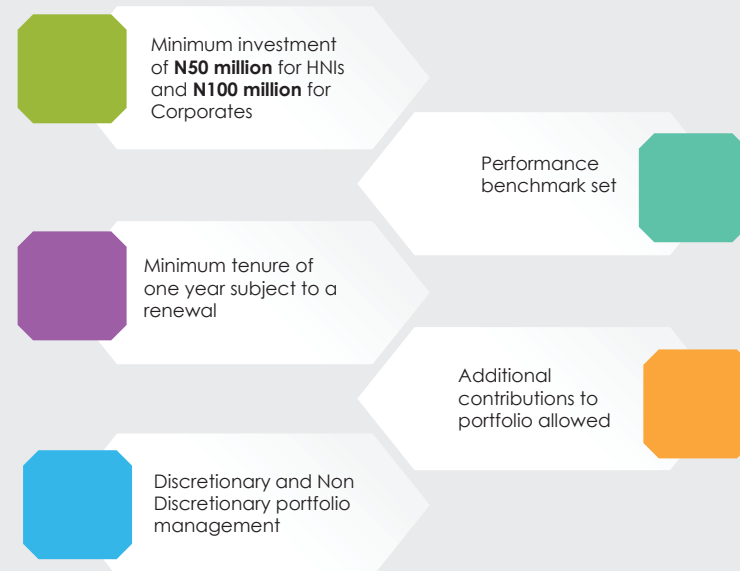 Minimum investment
of N50 million for HNIs
and N100 million for
Corporates
Performance
benchmark set
Minimum tenure of
one year subject to a
renewal
Additional
contributions to
portfolio allowed
Discretionary and Non
Discretionary portfolio
management